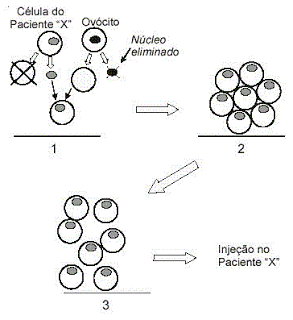 Célula do
Paciente “X”
Ovócito
Núcleo
eliminado
1
2
3
Injeção no
Paciente “X”